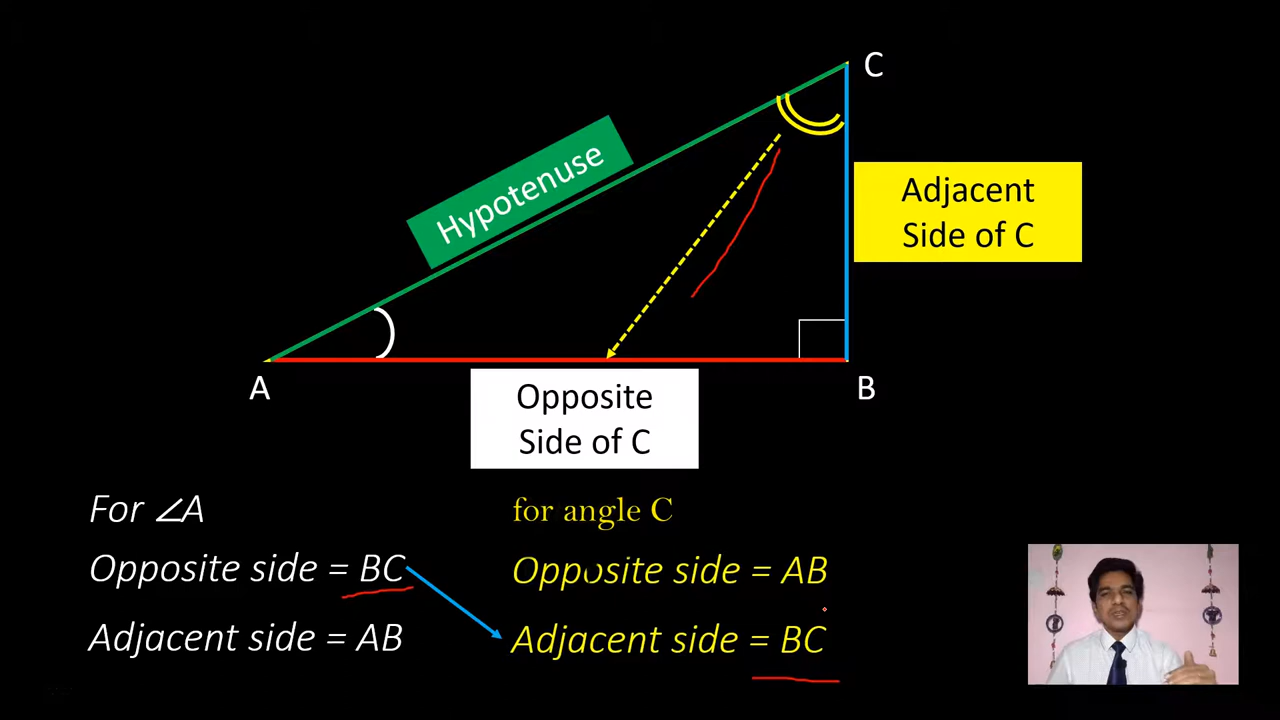 C
Hypotenuse
Adjacent
Side of C
A
B
Opposite
Side of C
For ∠A
Opposite side = BC
Adjacent side = AB
for angle C
Opposite side = AB
Adjacent side = BC